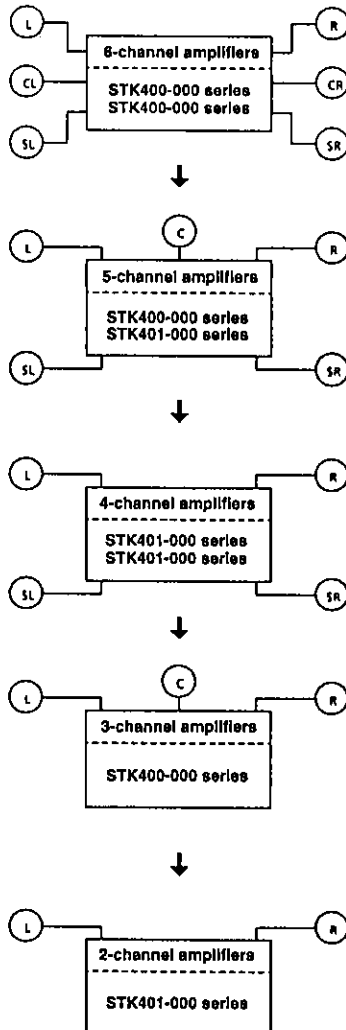 L
R
6-channel amplifiers
CL
CR
STK400-000 series
STK400-000 series
SL
SR
C
L
R
5-channel amplifiers
STK400-000 series
STK401-000 series
SL
SR
L
R
4-channel amplifiers
STK401-000 series
STK401-000 series
SL
SR
C
L
R
3-channel amplifiers
STK400-000 series
L
R
2-channel amplifiers
STK401-000 series